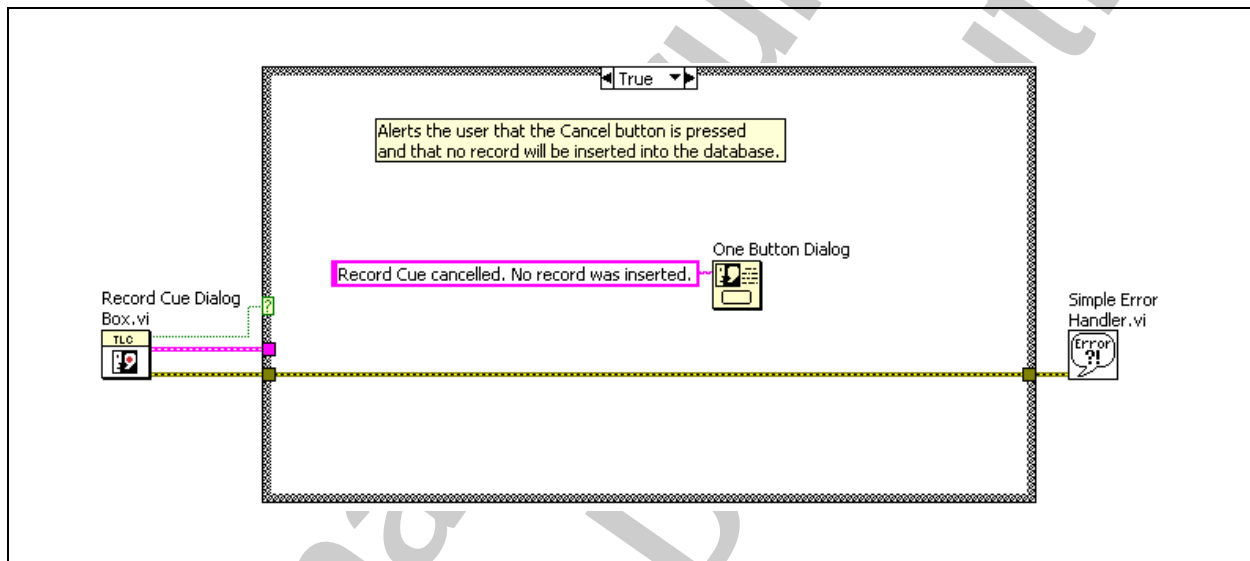 True
Alerts the user that the Cancel button is pressed
and that no record will be inserted into the database.
One Button Dialog
Record Cue cancelled. No record was inserted.
Record Cue Dialog
Box.vi
TLC
?
Simple Error
Handler.vi
Error
?!